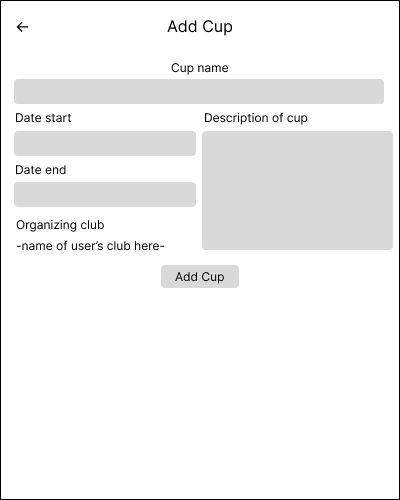 Add Cup
Cup name
Date start
Description of cup
Date end
Organizing club
-name of user's club here-
Add Cup